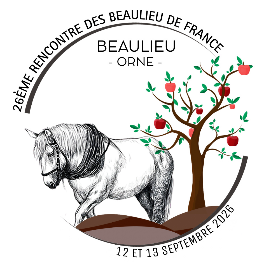 26ÈME RENCONTRE DES BEAULIEU DE FRANCE
BEAULIEU
- ORNE -
12 ET 13 SEPTEMBRE 2026